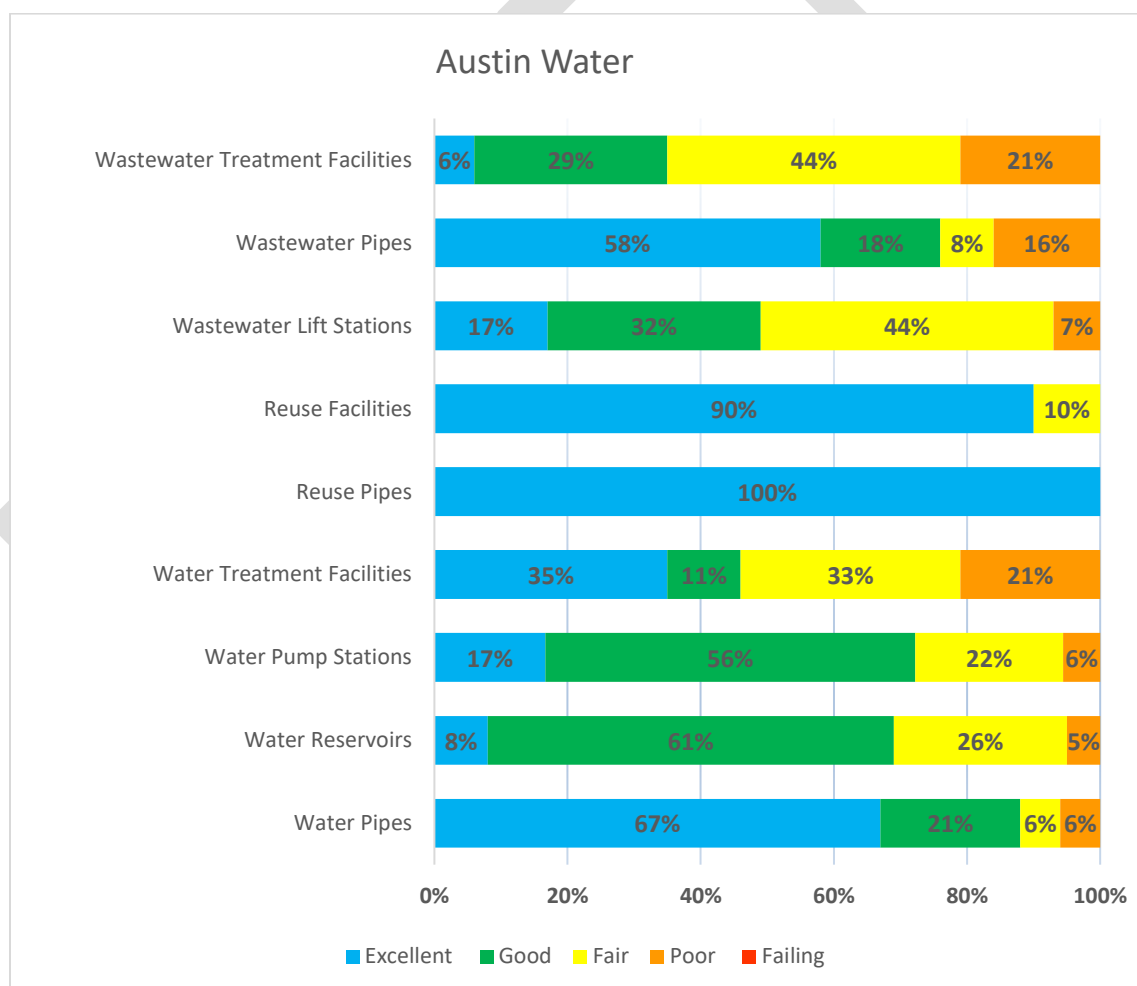 Austin Water
Wastewater Treatment Facilities 6% 29% 44% 21%
Wastewater Pipes 58% 18% 8% 16%
Wastewater Lift Stations 17% 32% 44% 7%
Reuse Facilities 90% 10%
Reuse Pipes 100%
Water Treatment Facilities 35% 11% 33% 21%
Water Pump Stations 17% 56% 22% 6%
Water Reservoirs 8% 61% 26% 5%
Water Pipes 67% 21% 6% 6%
0% 20% 40% 60% 80% 100%
Excellent Good Fair Poor Failing